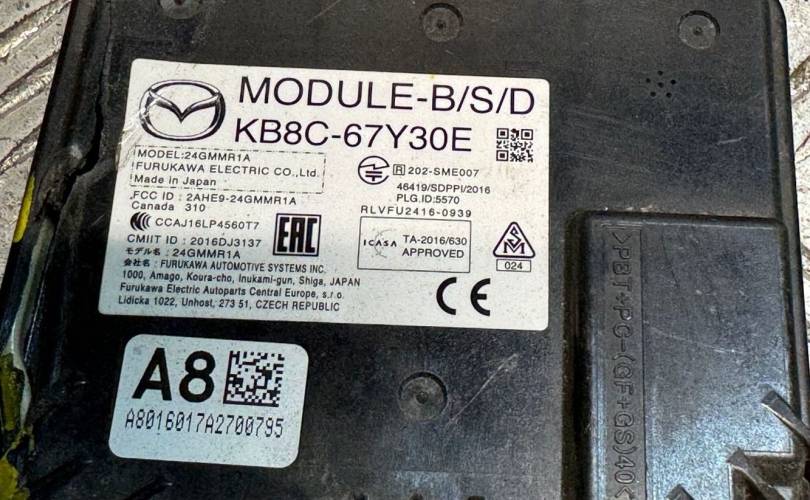 MODULE-B/S/D
KB8C-67Y30E
MODEL:24GMMR1A
FURUKAWA ELECTRIC CO.,Ltd.
Made in Japan
FCC ID : 2AHE9-24GMMR1A
Canada 310
CCAJ16LP4560T7
CMIIT ID : 2016DJ3137
モデル名 : 24GMMR1A
会社名 : FURUKAWA AUTOMOTIVE SYSTEMS INC.
1000, Amago, Koura-cho, Inukami-gun, Shiga, JAPAN
Furukawa Electric Autoparts Central Europe, s.r.o.
Lidicka 1022, Unhost, 273 51, CZECH REPUBLIC
EAC
R 202-SME007
46419/SDPPI/2016
PLG.ID:5570
RLVFU2416-0939
ICASA
TA-2016/630
APPROVED
024
CE
A8
A8016017A2700795
>PBT+PC-(GF+GS)40<